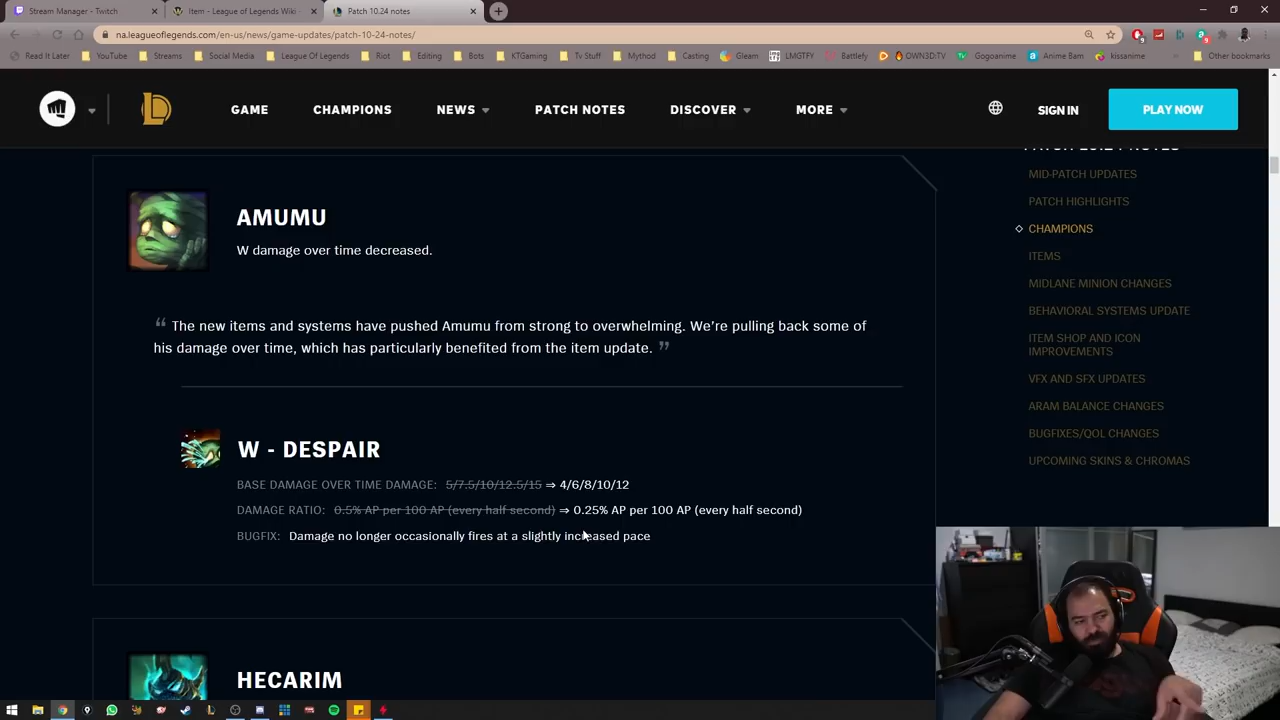 Stream Manager - Twitch
Item - League of Legends Wiki -
Patch 10.24 notes
na.leagueoflegends.com/en-us/news/game-updates/patch-10-24-notes/
Read It Later
YouTube
Streams
Social Media
League Of Legends
Riot
Editing
Bots
KTGaming
Tv Stuff
Mythod
Casting
Gleam
LMGTFY
Battlefy
OWN3D:TV
Gogoanime
Anime Bam
kissanime
Other bookmarks
GAME
CHAMPIONS
NEWS
PATCH NOTES
DISCOVER
MORE
SIGN IN
PLAY NOW
PATCH 10.24 NOTES
MID-PATCH UPDATES
PATCH HIGHLIGHTS
CHAMPIONS
ITEMS
MIDLANE MINION CHANGES
BEHAVIORAL SYSTEMS UPDATE
ITEM SHOP AND ICON
IMPROVEMENTS
VFX AND SFX UPDATES
ARAM BALANCE CHANGES
BUGFIXES/QOL CHANGES
UPCOMING SKINS & CHROMAS
AMUMU
W damage over time decreased.
“ The new items and systems have pushed Amumu from strong to overwhelming. We’re pulling back some of
his damage over time, which has particularly benefited from the item update. ”
W - DESPAIR
BASE DAMAGE OVER TIME DAMAGE: 5/7.5/10/12.5/15 ⇒ 4/6/8/10/12
DAMAGE RATIO: 0.5% AP per 100 AP (every half second) ⇒ 0.25% AP per 100 AP (every half second)
BUGFIX: Damage no longer occasionally fires at a slightly increased pace
HECARIM